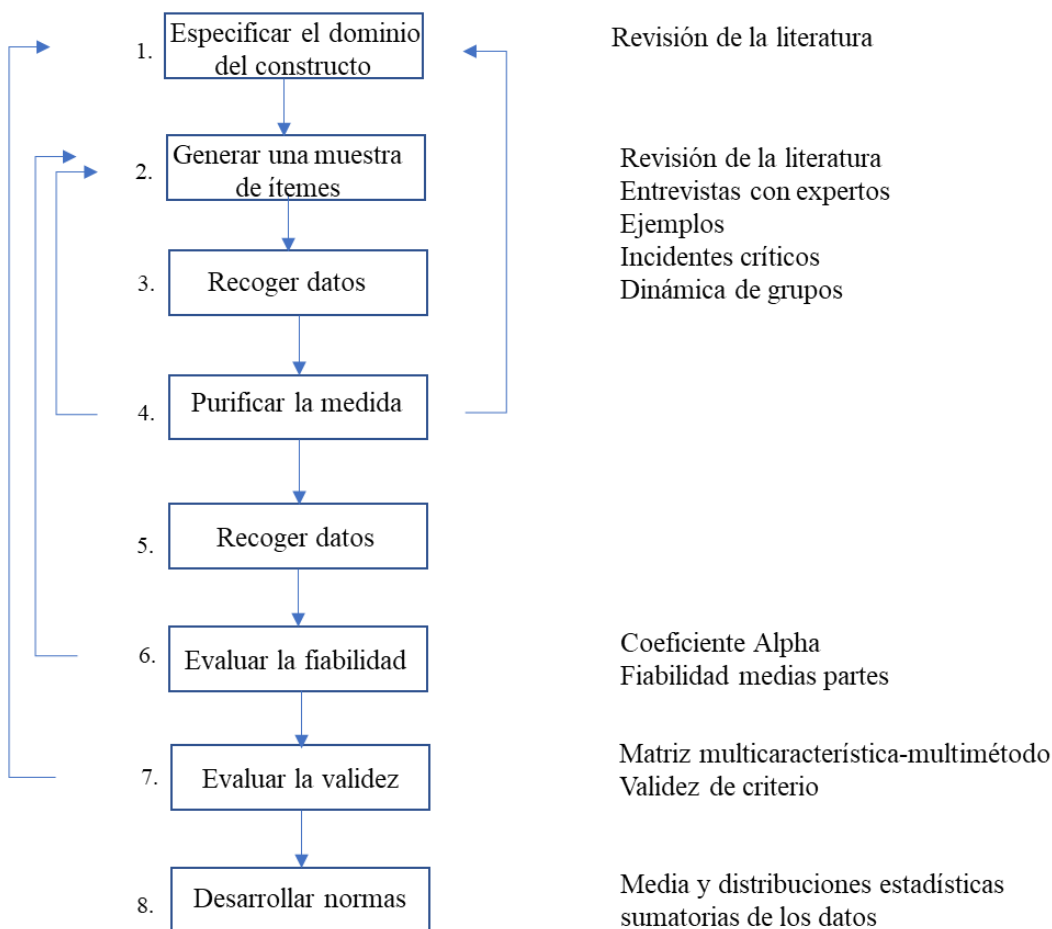 1.
Especificar el dominio
del constructo
Revisión de la literatura
2.
Generar una muestra
de ítemes
Revisión de la literatura
Entrevistas con expertos
Ejemplos
Incidentes críticos
Dinámica de grupos
3.
Recoger datos
4.
Purificar la medida
5.
Recoger datos
6.
Evaluar la fiabilidad
Coeficiente Alpha
Fiabilidad medias partes
7.
Evaluar la validez
Matriz multicaracterística-multimétodo
Validez de criterio
8.
Desarrollar normas
Media y distribuciones estadísticas
sumatorias de los datos